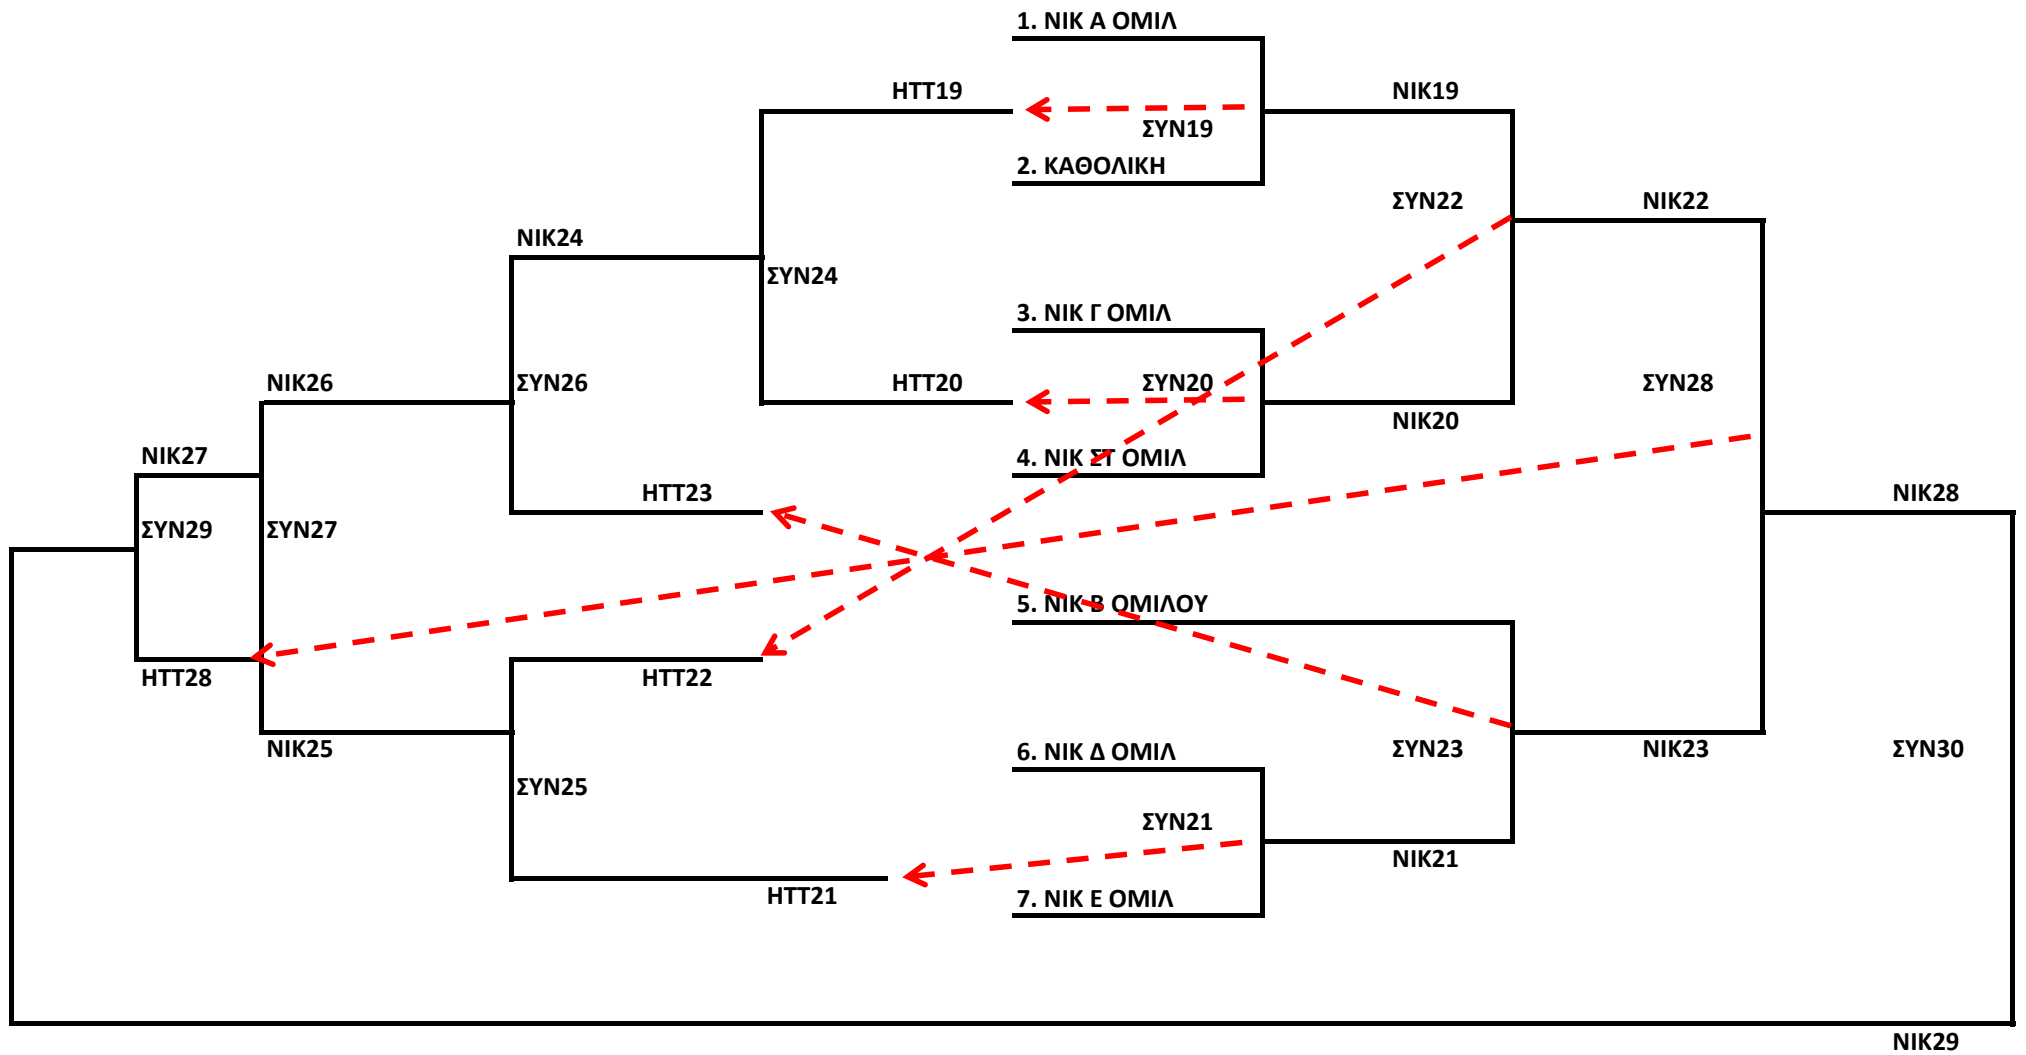 1. ΝΙΚ Α ΟΜΙΛ
ΗΤΤ19
ΝΙΚ19
ΣΥΝ19
2. ΚΑΘΟΛΙΚΗ
ΣΥΝ22
ΝΙΚ22
ΝΙΚ24
ΣΥΝ24
3. ΝΙΚ Γ ΟΜΙΛ
ΝΙΚ26
ΣΥΝ26
ΗΤΤ20
ΣΥΝ20
ΣΥΝ28
ΝΙΚ20
ΝΙΚ27
4. ΝΙΚ ΣΤ ΟΜΙΛ
ΗΤΤ23
ΝΙΚ28
ΣΥΝ29
ΣΥΝ27
5. ΝΙΚ Β ΟΜΙΛΟΥ
ΗΤΤ28
ΗΤΤ22
ΝΙΚ25
6. ΝΙΚ Δ ΟΜΙΛ
ΣΥΝ23
ΝΙΚ23
ΣΥΝ30
ΣΥΝ25
ΣΥΝ21
ΝΙΚ21
ΗΤΤ21
7. ΝΙΚ Ε ΟΜΙΛ
ΝΙΚ29